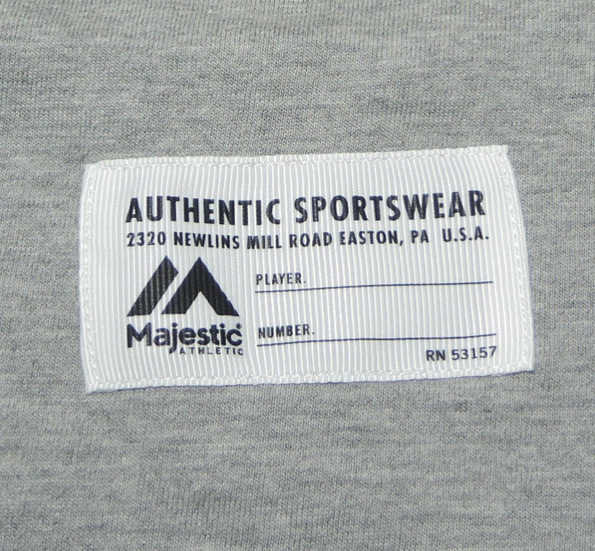 AUTHENTIC SPORTSWEAR
2320 NEWLINS MILL ROAD EASTON, PA U.S.A.
PLAYER.
Majestic®
ATHLETIC
NUMBER.
RN 53157